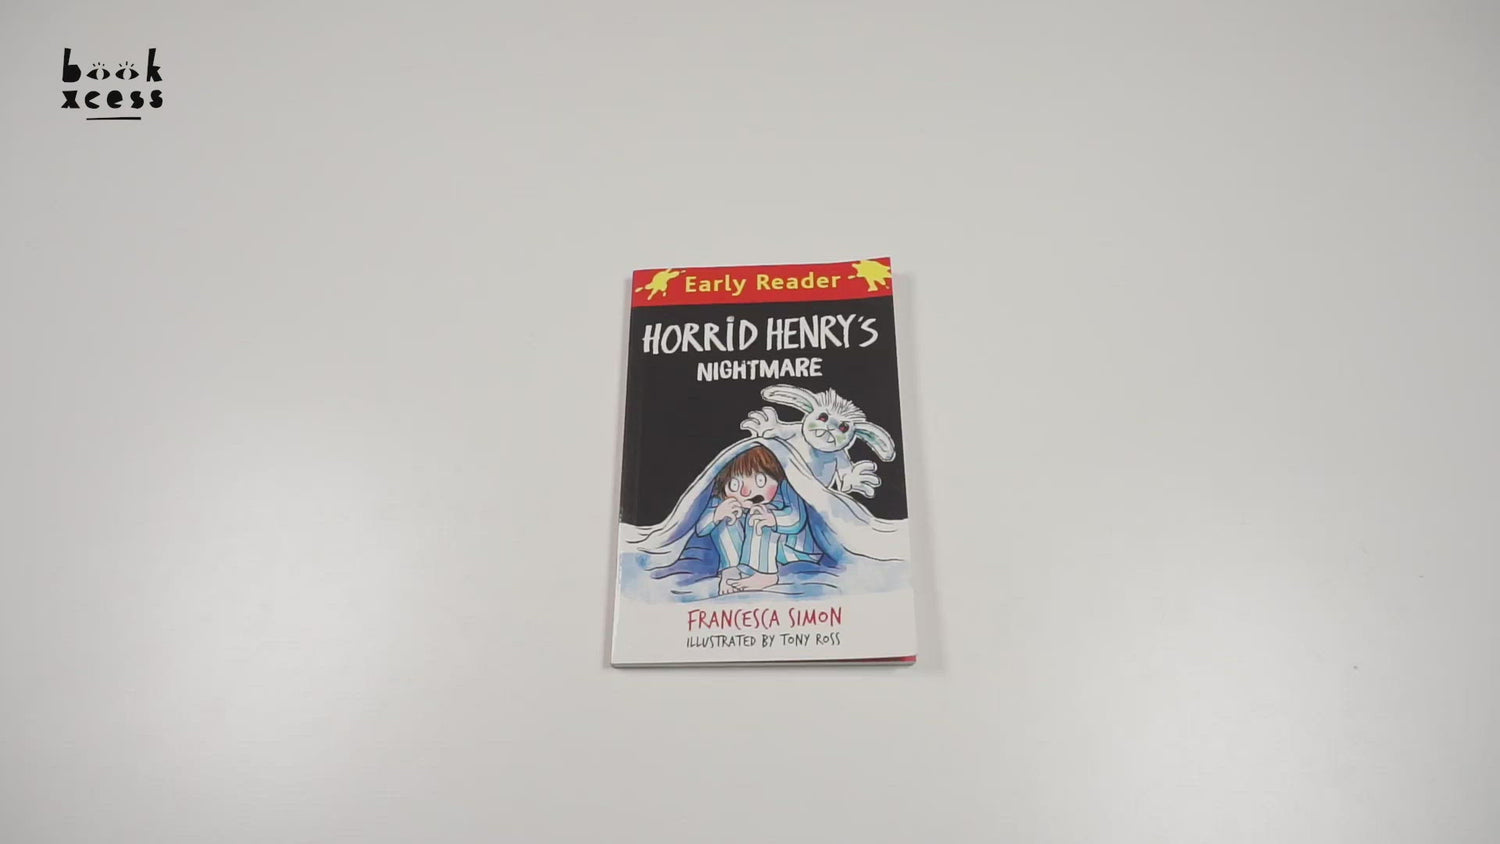 book
xcess
Early Reader
HORRID HENRY'S
NIGHTMARE
FRANCESCA SIMON
ILLUSTRATED BY TONY ROSS